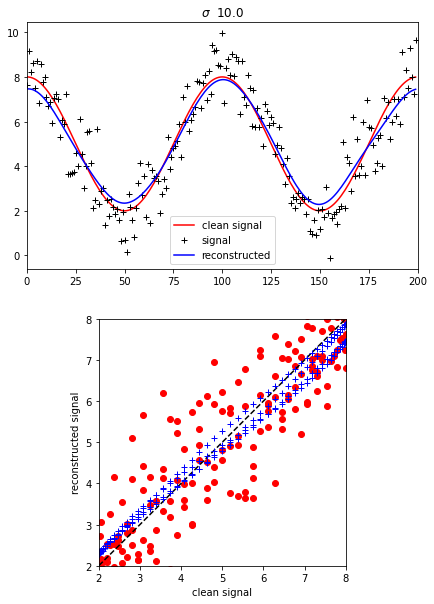 σ 10.0
10
8
6
4
2
0
clean signal
signal
reconstructed
0 25 50 75 100 125 150 175 200
8
7
6
5
4
3
2
reconstructed signal
2 3 4 5 6 7 8
clean signal